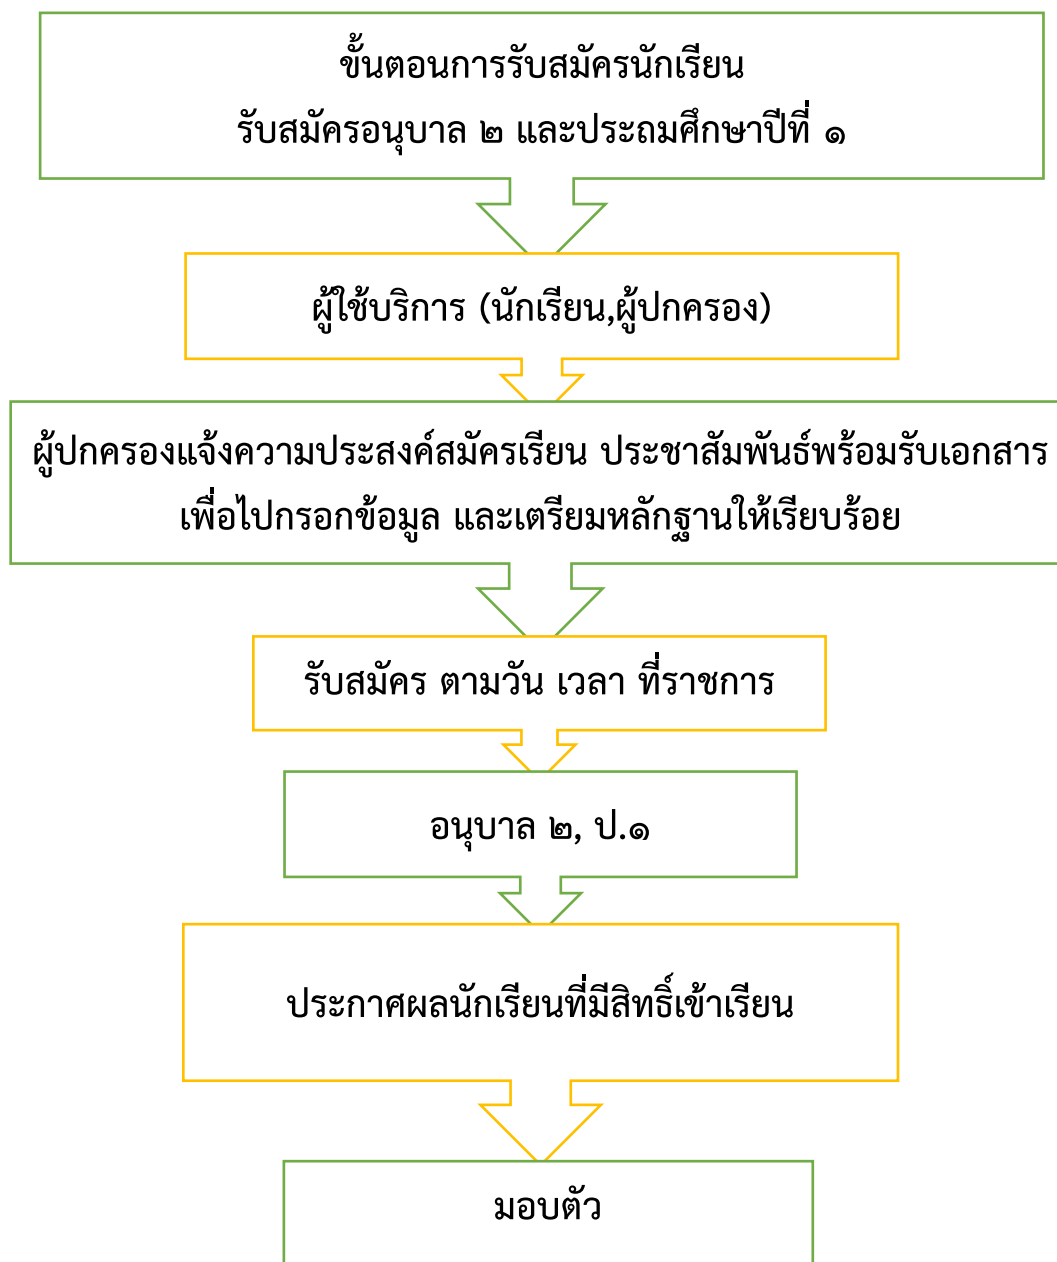 ขั้นตอนการรับสมัครนักเรียน
รับสมัครอนุบาล ๒ และประถมศึกษาปีที่ ๑
ผู้ใช้บริการ (นักเรียน,ผู้ปกครอง)
ผู้ปกครองแจ้งความประสงค์สมัครเรียน ประชาสัมพันธ์พร้อมรับเอกสาร
เพื่อไปกรอกข้อมูล และเตรียมหลักฐานให้เรียบร้อย
รับสมัคร ตามวัน เวลา ที่ราชการ
อนุบาล ๒, ป.๑
ประกาศผลนักเรียนที่มีสิทธิ์เข้าเรียน
มอบตัว